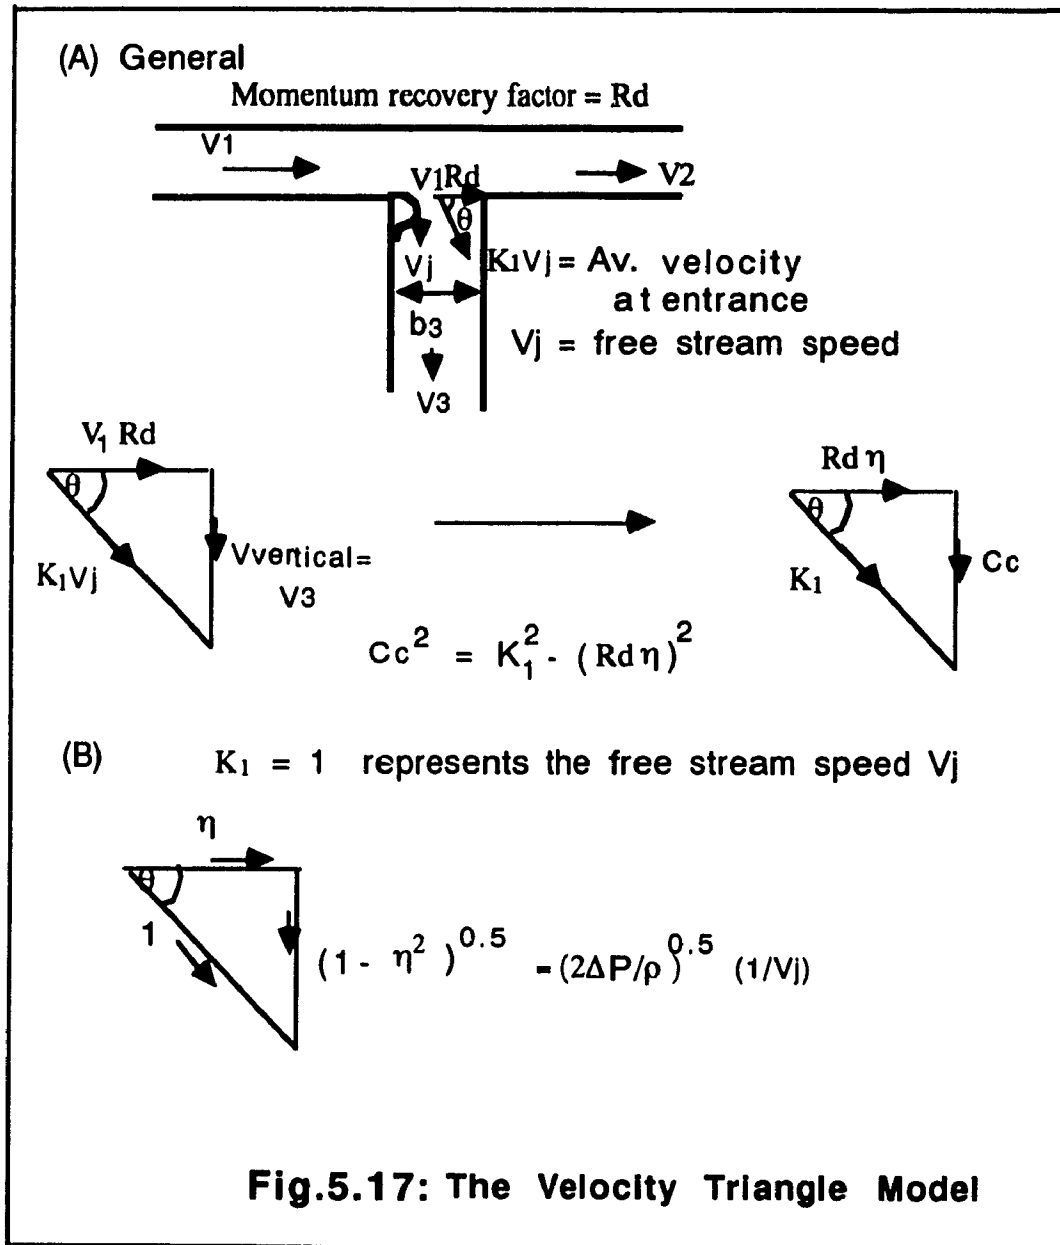 (A) General
Momentum recovery factor = Rd
V1
V1Rd
V2
θ
Vj
K₁Vj = Av. velocity
at entrance
b3
Vj = free stream speed
V3
V₁ Rd
θ
K₁Vj
Vvertical=
V3
Rd η
θ
K₁
Cc
Cc² = K₁² - (Rd η)²
(B) K₁ = 1 represents the free stream speed Vj
η
θ
1
(1 - η²)^0.5 = (2ΔP/ρ)^0.5 (1/Vj)
Fig.5.17: The Velocity Triangle Model